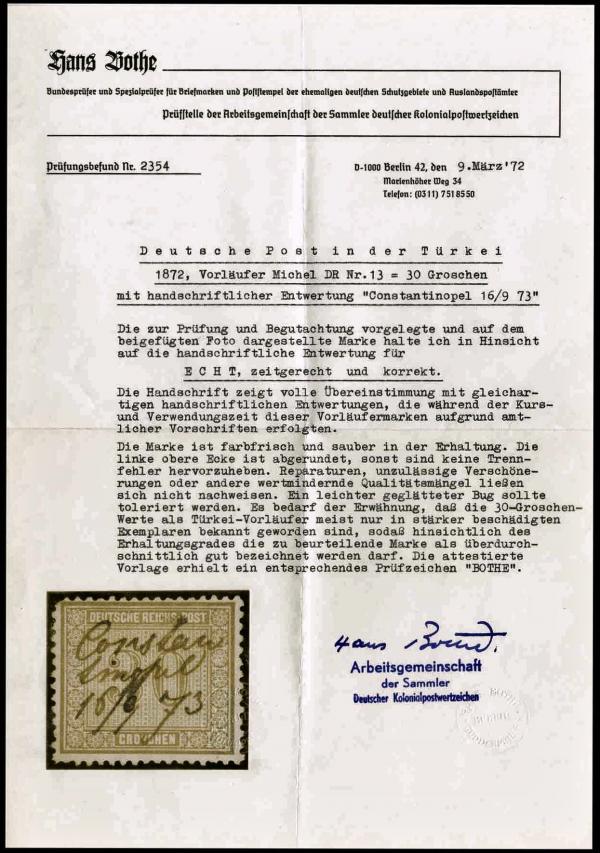 Hans Bothe
Bundesprüfer und Spezialprüfer für Briefmarken und Poststempel der ehemaligen deutschen Schutzgebiete und Auslandspostämter
Prüfstelle der Arbeitsgemeinschaft der Sammler deutscher Kolonialpostwertzeichen
Prüfungsbefund Nr. 2354
D-1000 Berlin 42, den 9. März '72
Marienhöher Weg 34
Telefon: (0311) 751 85 50
Deutsche Post in der Türkei
1872, Vorläufer Michel DR Nr.13 = 30 Groschen
mit handschriftlicher Entwertung "Constantinopel 16/9 73"
Die zur Prüfung und Begutachtung vorgelegte und auf dem
beigefügten Foto dargestellte Marke halte ich in Hinsicht
auf die handschriftliche Entwertung für
ECHT, zeitgerecht und korrekt.
Die Handschrift zeigt volle Übereinstimmung mit gleichar-
tigen handschriftlichen Entwertungen, die während der Kurs-
und Verwendungszeit dieser Vorläufermarken aufgrund amt-
licher Vorschriften erfolgten.
Die Marke ist farbfrisch und sauber in der Erhaltung. Die
linke obere Ecke ist abgerundet, sonst sind keine Trenn-
fehler hervorzuheben. Reparaturen, unzulässige Verschöne-
rungen oder andere wertmindernde Qualitätsmängel ließen
sich nicht nachweisen. Ein leichter geglätteter Bug sollte
toleriert werden. Es bedarf der Erwähnung, daß die 30-Groschen-
Werte als Türkei-Vorläufer meist nur in stärker beschädigten
Exemplaren bekannt geworden sind, sodaß hinsichtlich des
Erhaltungsgrades die zu beurteilende Marke als überdurch-
schnittlich gut bezeichnet werden darf. Die attestierte
Vorlage erhielt ein entsprechendes Prüfzeichen "BOTHE".
DEUTSCHE REICHS-POST
Constan
tinopel
16/9 73
GROSCHEN
Hans Bothe.
Arbeitsgemeinschaft
der Sammler
Deutscher Kolonialpostwertzeichen